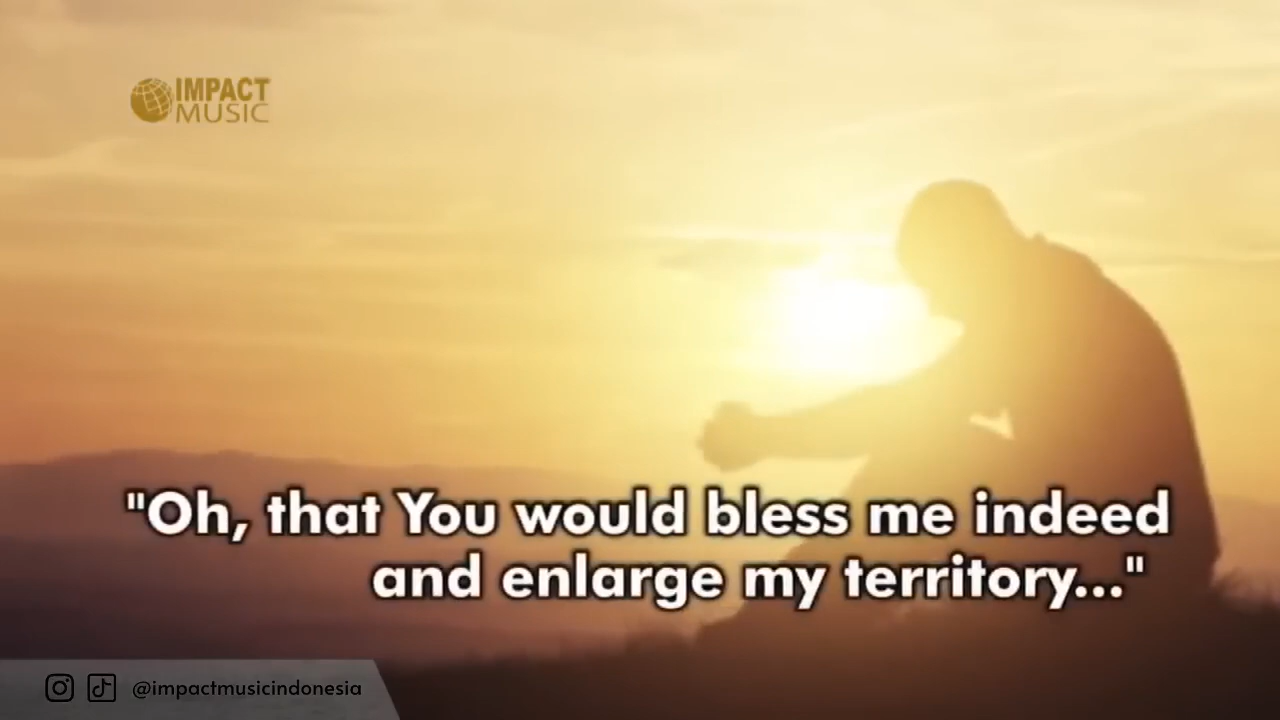 IMPACT
MUSIC
"Oh, that You would bless me indeed
and enlarge my territory..."
@impactmusicindonesia